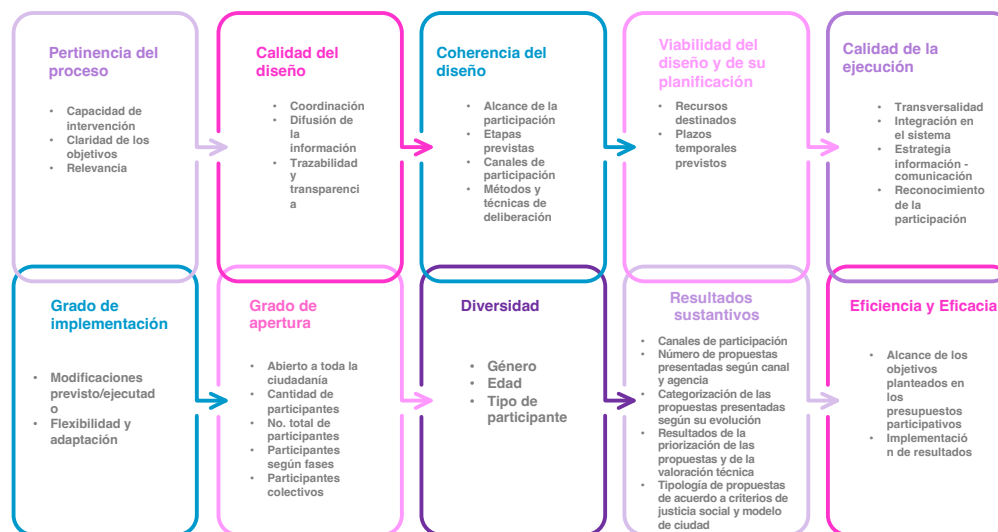 Pertinencia del
proceso
• Capacidad de
intervención
• Claridad de los
objetivos
• Relevancia
Calidad del
diseño
• Coordinación
• Difusión de
la
información
• Trazabilidad
y
transparenci
a
Coherencia del
diseño
• Alcance de la
participación
• Etapas
previstas
• Canales de
participación
• Métodos y
técnicas de
deliberación
Viabilidad del
diseño y de su
planificación
• Recursos
destinados
• Plazos
temporales
previstos
Calidad de la
ejecución
• Transversalidad
• Integración en
el sistema
• Estrategia
información -
comunicación
• Reconocimiento
de la
participación
Grado de
implementación
• Modificaciones
previsto/ejecutad
o
• Flexibilidad y
adaptación
Grado de
apertura
• Abierto a toda la
ciudadanía
• Cantidad de
participantes
• No. total de
participantes
• Participantes
según fases
• Participantes
colectivos
Diversidad
• Género
• Edad
• Tipo de
participante
Resultados
sustantivos
• Canales de participación
• Número de propuestas
presentadas según canal
y agencia
• Categorización de las
propuestas presentadas
según su evolución
• Resultados de la
priorización de las
propuestas y de la
valoración técnica
• Tipología de propuestas
de acuerdo a criterios de
justicia social y modelo
de ciudad
Eficiencia y Eficacia
• Alcance de los
objetivos
planteados en
los
presupuestos
participativos
• Implementació
n de resultados